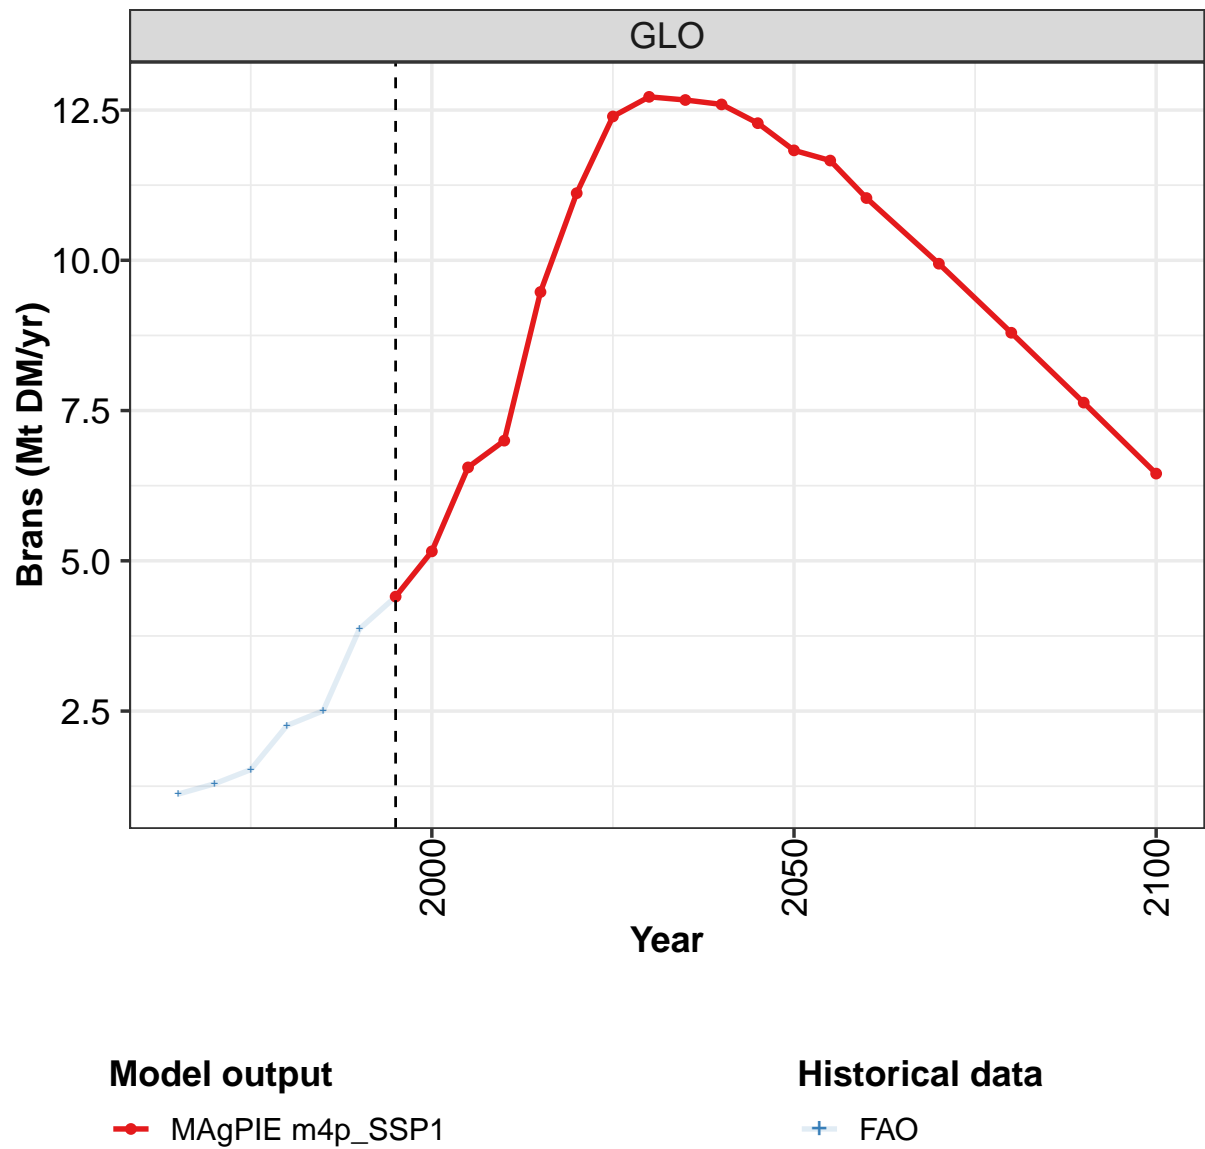 GLO
Brans (Mt DM/yr)
12.5
10.0
7.5
5.0
2.5
2000
2050
2100
Year
Model output
MAgPIE m4p_SSP1
Historical data
FAO